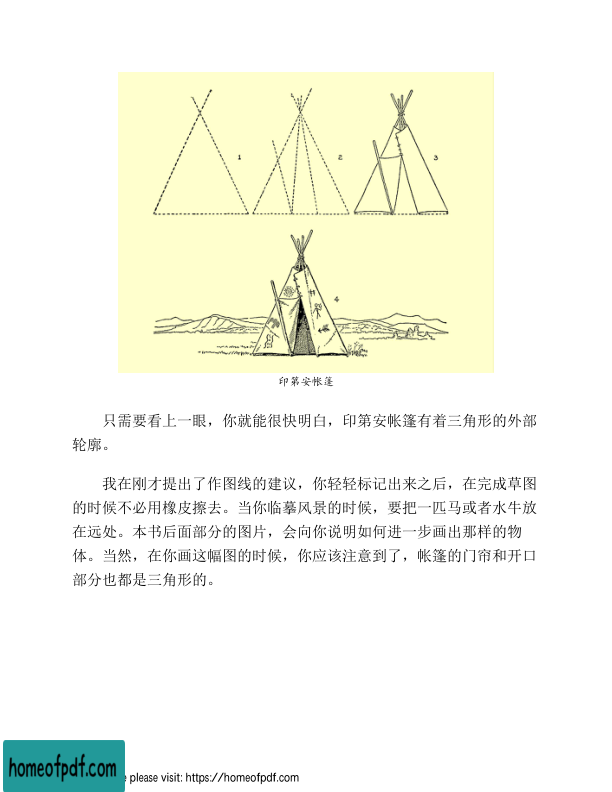 1
2
3
4
印第安帐篷
只需要看上一眼，你就能很快明白，印第安帐篷有着三角形的外部
轮廓。
我在刚才提出了作图线的建议，你轻轻标记出来之后，在完成草图
的时候不必用橡皮擦去。当你临摹风景的时候，要把一匹马或者水牛放
在远处。本书后面部分的图片，会向你说明如何进一步画出那样的物
体。当然，在你画这幅图的时候，你应该注意到了，帐篷的门帘和开口
部分也都是三角形的。
homeofpdf.com
e please visit: https://homeofpdf.com